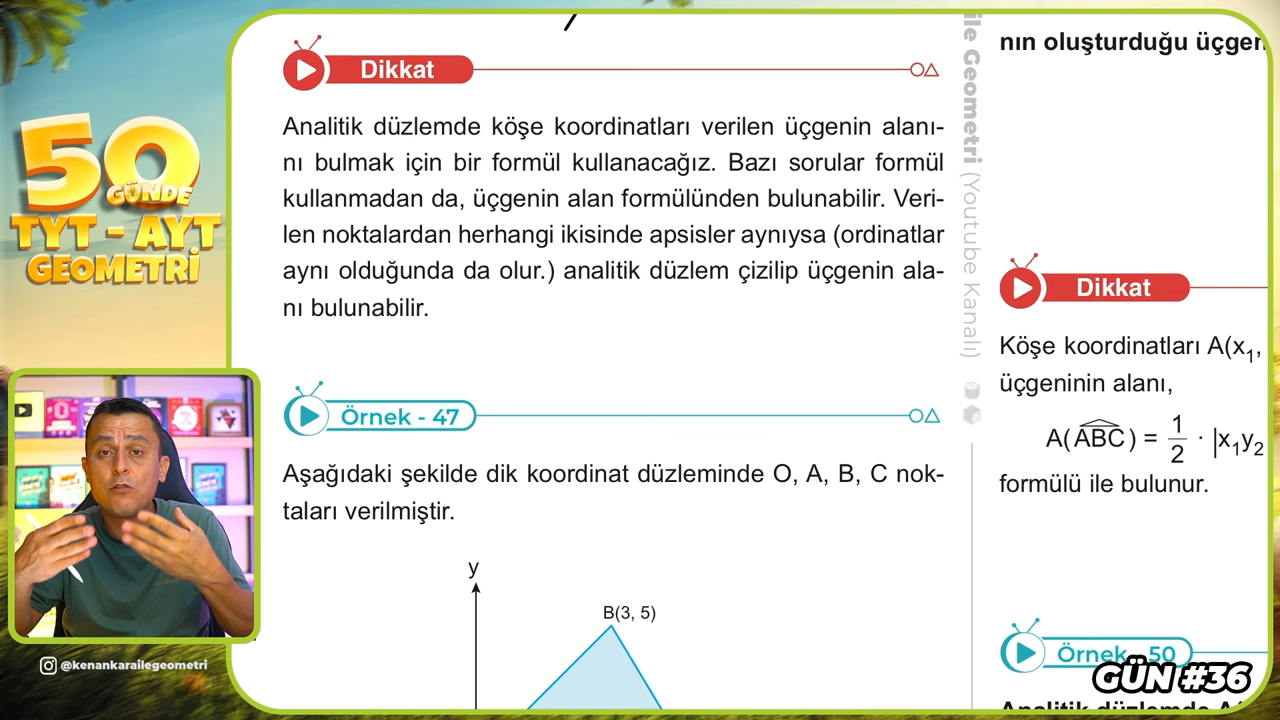 50
GÜNDE
TYT - AYT
GEOMETRİ
@kenankarailegeometri
Dikkat
Analitik düzlemde köşe koordinatları verilen üçgenin alanı-
nı bulmak için bir formül kullanacağız. Bazı sorular formül
kullanmadan da, üçgenin alan formülünden bulunabilir. Veri-
len noktalardan herhangi ikisinde apsisler aynıysa (ordinatlar
aynı olduğunda da olur.) analitik düzlem çizilip üçgenin ala-
nı bulunabilir.
Örnek - 47
Aşağıdaki şekilde dik koordinat düzleminde O, A, B, C nok-
taları verilmiştir.
y
B(3, 5)
ile Geometri (Youtube Kanalı)
nın oluşturduğu üçgen
Dikkat
Köşe koordinatları A(x₁,
üçgeninin alanı,
A(ABC) = 1/2 · |x₁y₂
formülü ile bulunur.
Örnek - 50
GÜN #36
Analitik düzlemde